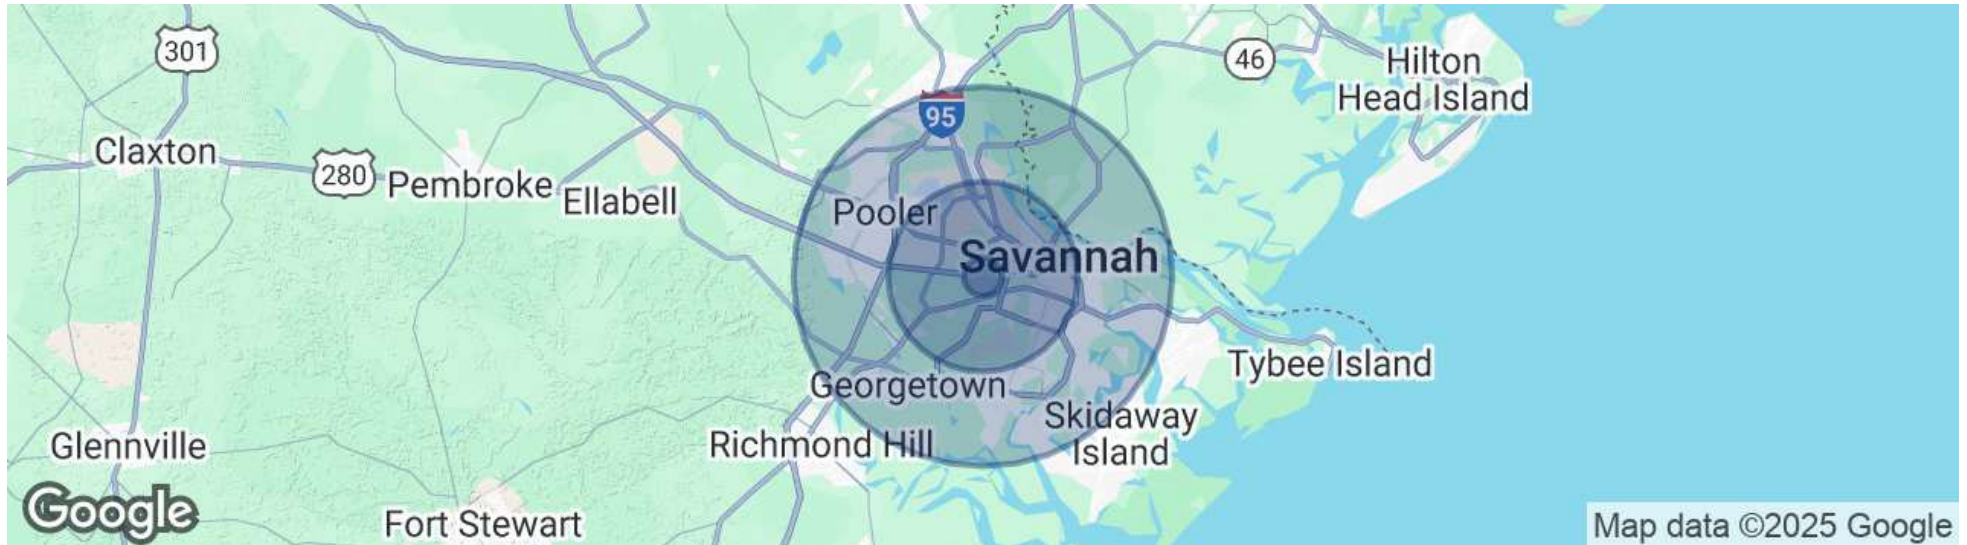 301
46
Hilton
Head Island
95
Claxton
280
Pembroke
Ellabell
Pooler
Savannah
Tybee Island
Georgetown
Skidaway
Island
Glennville
Richmond Hill
Google
Fort Stewart
Map data ©2025 Google